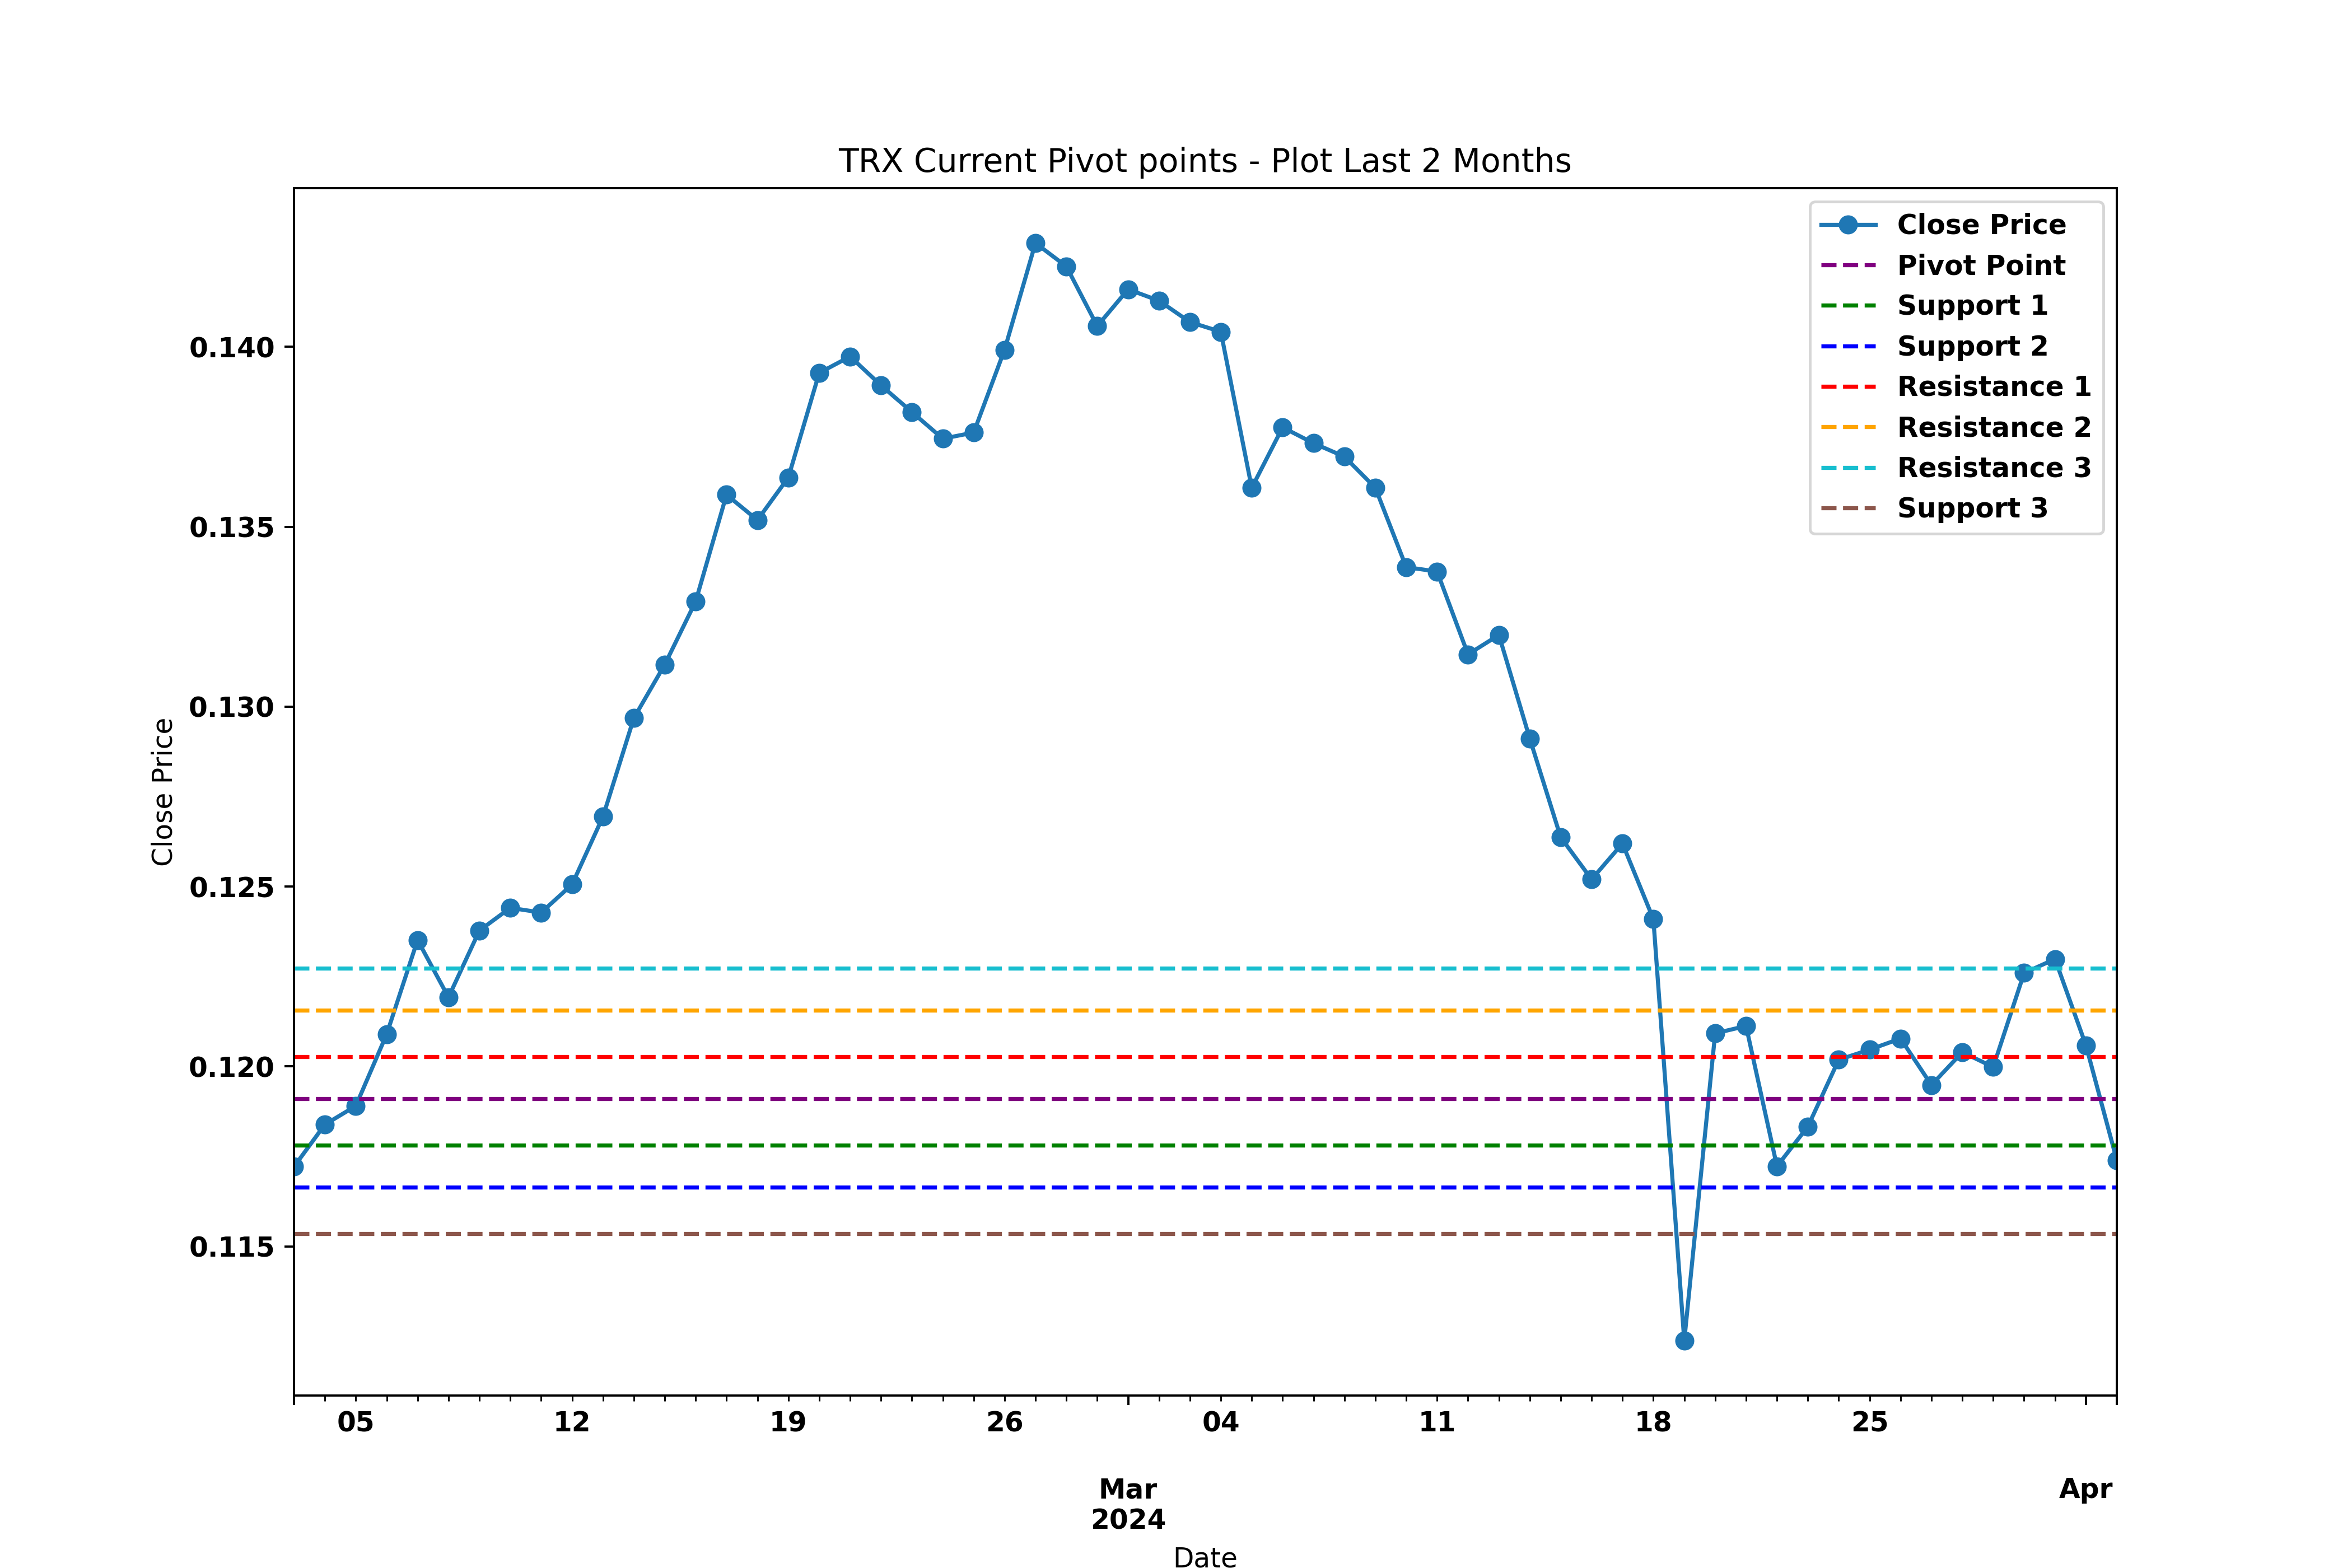 TRX Current Pivot points - Plot Last 2 Months
Close Price
Pivot Point
Support 1
Support 2
Resistance 1
Resistance 2
Resistance 3
Support 3
0.140
0.135
0.130
0.125
0.120
0.115
Close Price
05 12 19 26 04 11 18 25
Mar Apr
2024
Date